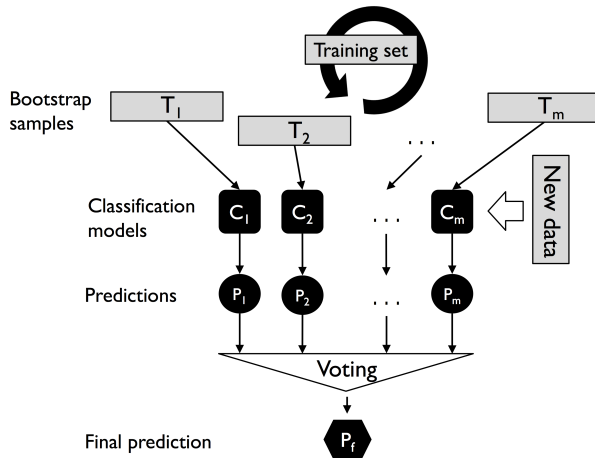 Training set
Bootstrap
samples
T1
T2
. . .
Tm
New data
Classification
models
C1
C2
. . .
Cm
Predictions
P1
P2
. . .
Pm
Voting
Final prediction
Pf